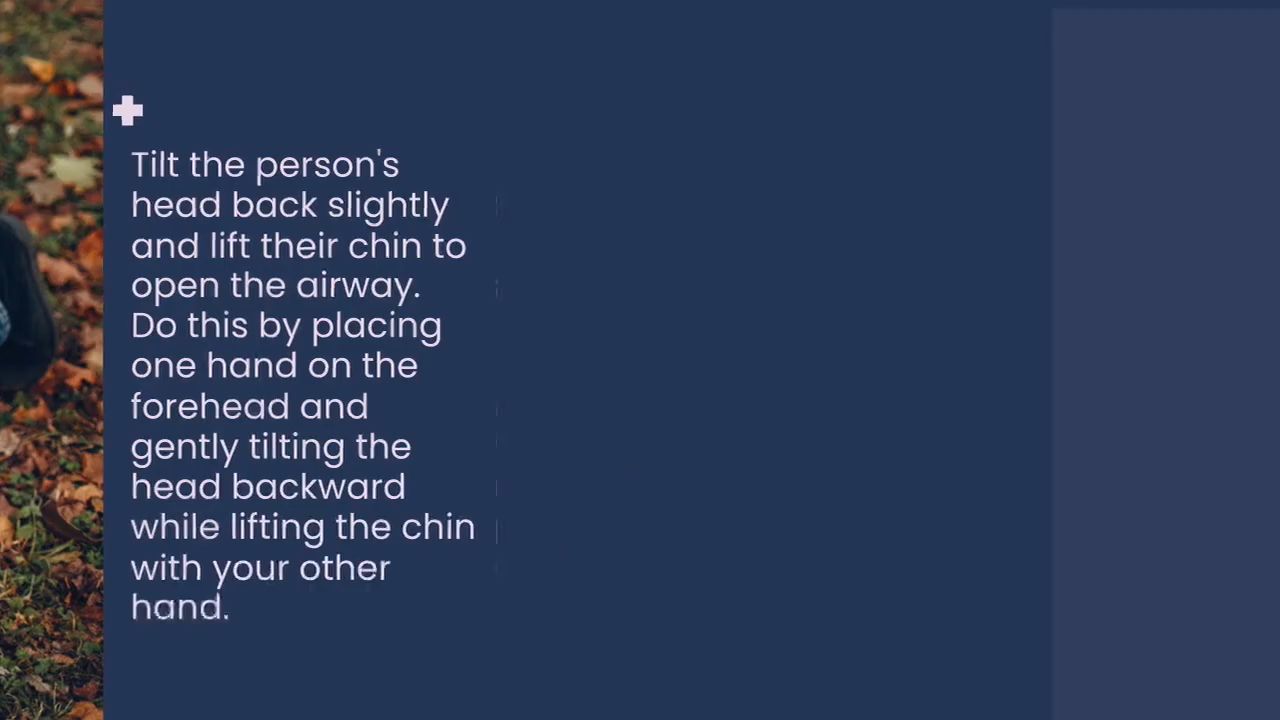 Tilt the person's
head back slightly
and lift their chin to
open the airway.
Do this by placing
one hand on the
forehead and
gently tilting the
head backward
while lifting the chin
with your other
hand.